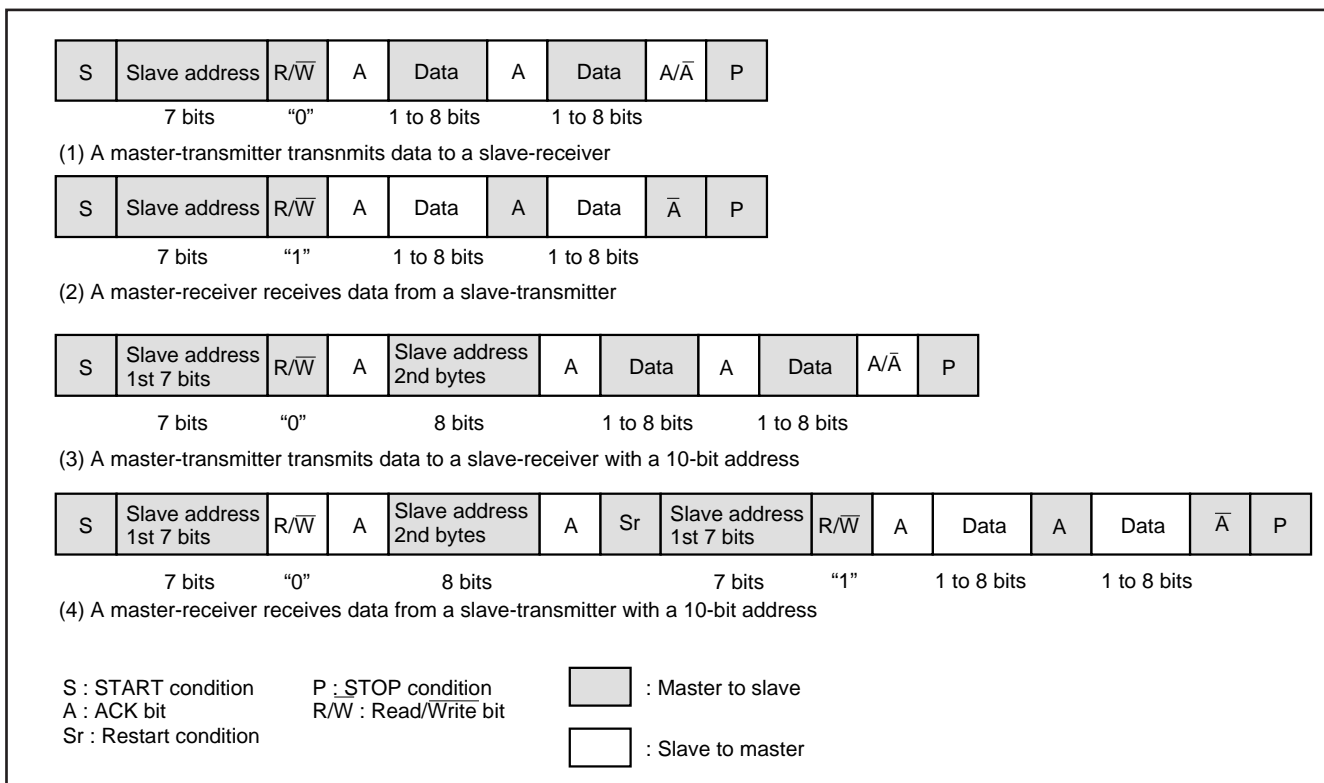 S Slave address R/W̅ A Data A Data A/A̅ P
7 bits “0” 1 to 8 bits 1 to 8 bits
(1) A master-transmitter transnmits data to a slave-receiver
S Slave address R/W̅ A Data A Data A̅ P
7 bits “1” 1 to 8 bits 1 to 8 bits
(2) A master-receiver receives data from a slave-transmitter
S Slave address 1st 7 bits R/W̅ A Slave address 2nd bytes A Data A Data A/A̅ P
7 bits “0” 8 bits 1 to 8 bits 1 to 8 bits
(3) A master-transmitter transmits data to a slave-receiver with a 10-bit address
S Slave address 1st 7 bits R/W̅ A Slave address 2nd bytes A Sr Slave address 1st 7 bits R/W̅ A Data A Data A̅ P
7 bits “0” 8 bits 7 bits “1” 1 to 8 bits 1 to 8 bits
(4) A master-receiver receives data from a slave-transmitter with a 10-bit address
S : START condition
A : ACK bit
Sr : Restart condition
P : STOP condition
R/W̅ : Read/W̅r̅i̅t̅e̅ bit
: Master to slave
: Slave to master